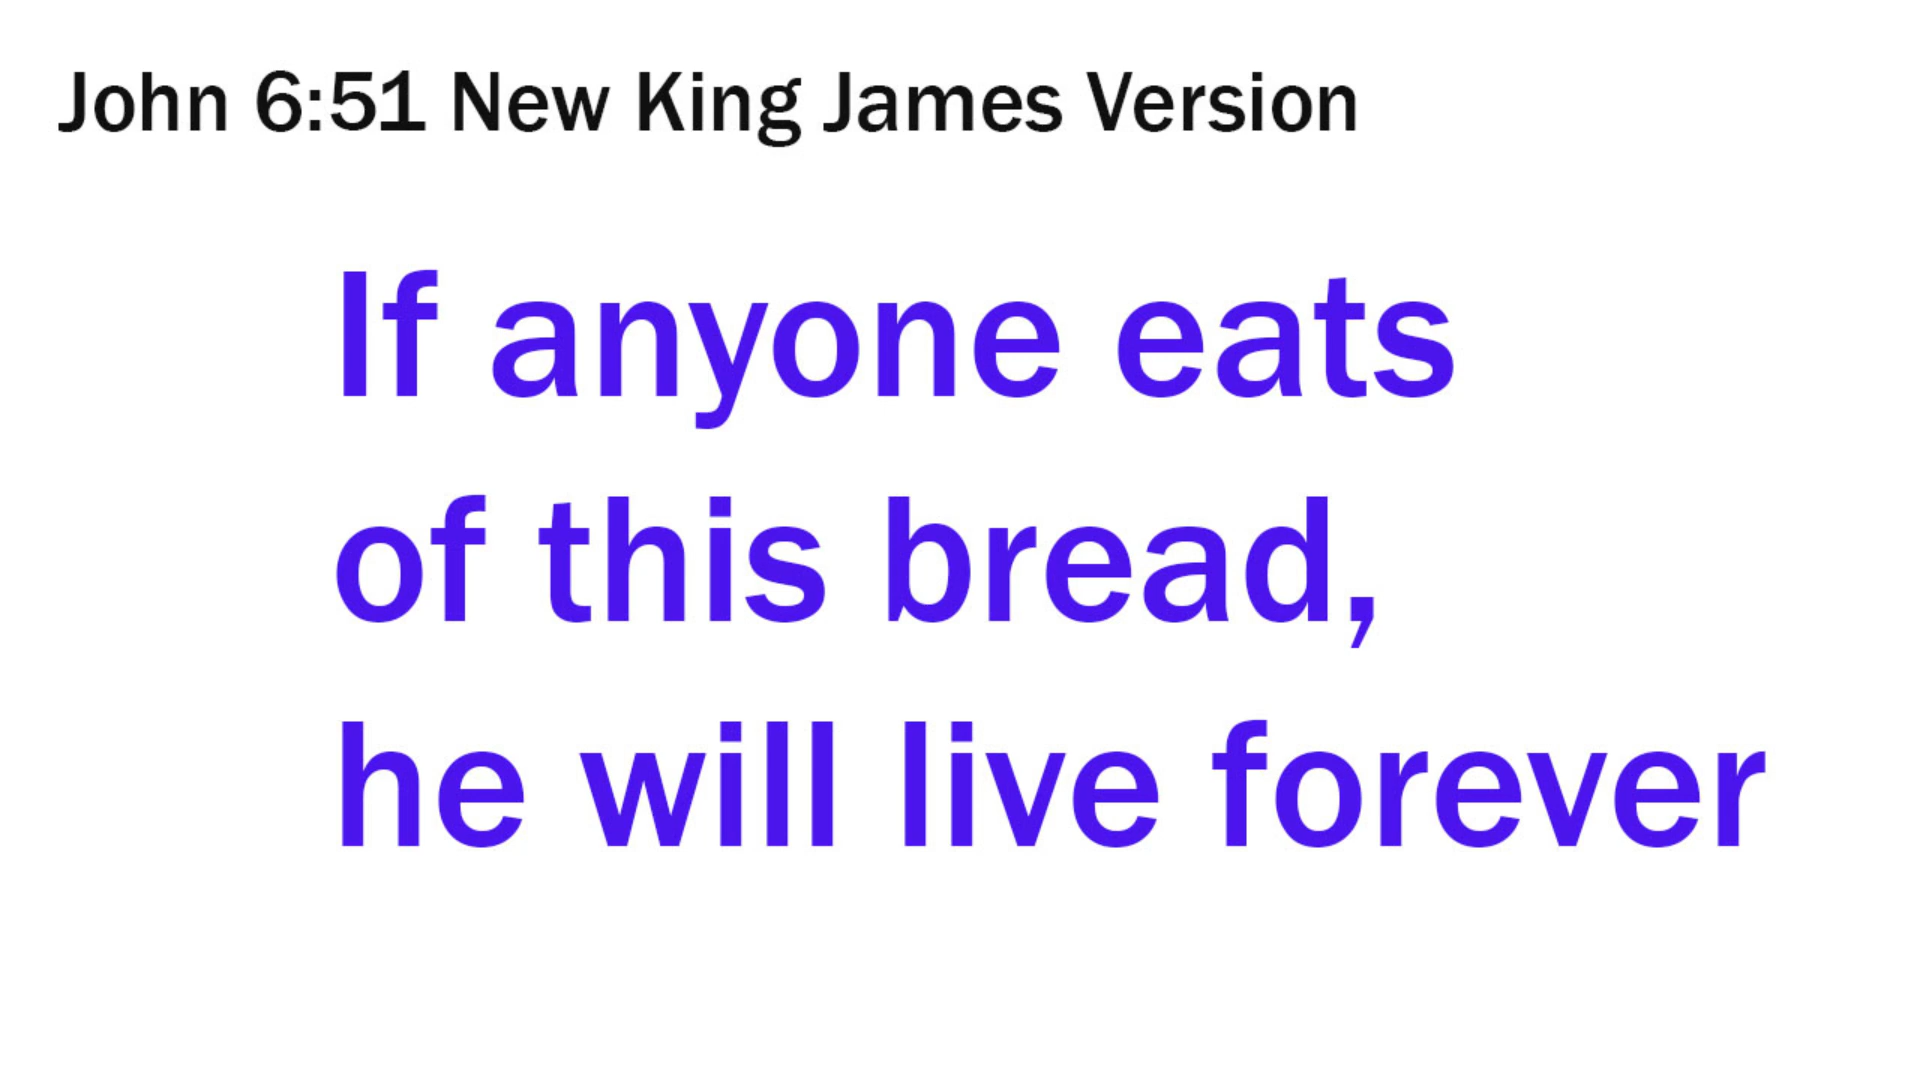 John 6:51 New King James Version
If anyone eats
of this bread,
he will live forever